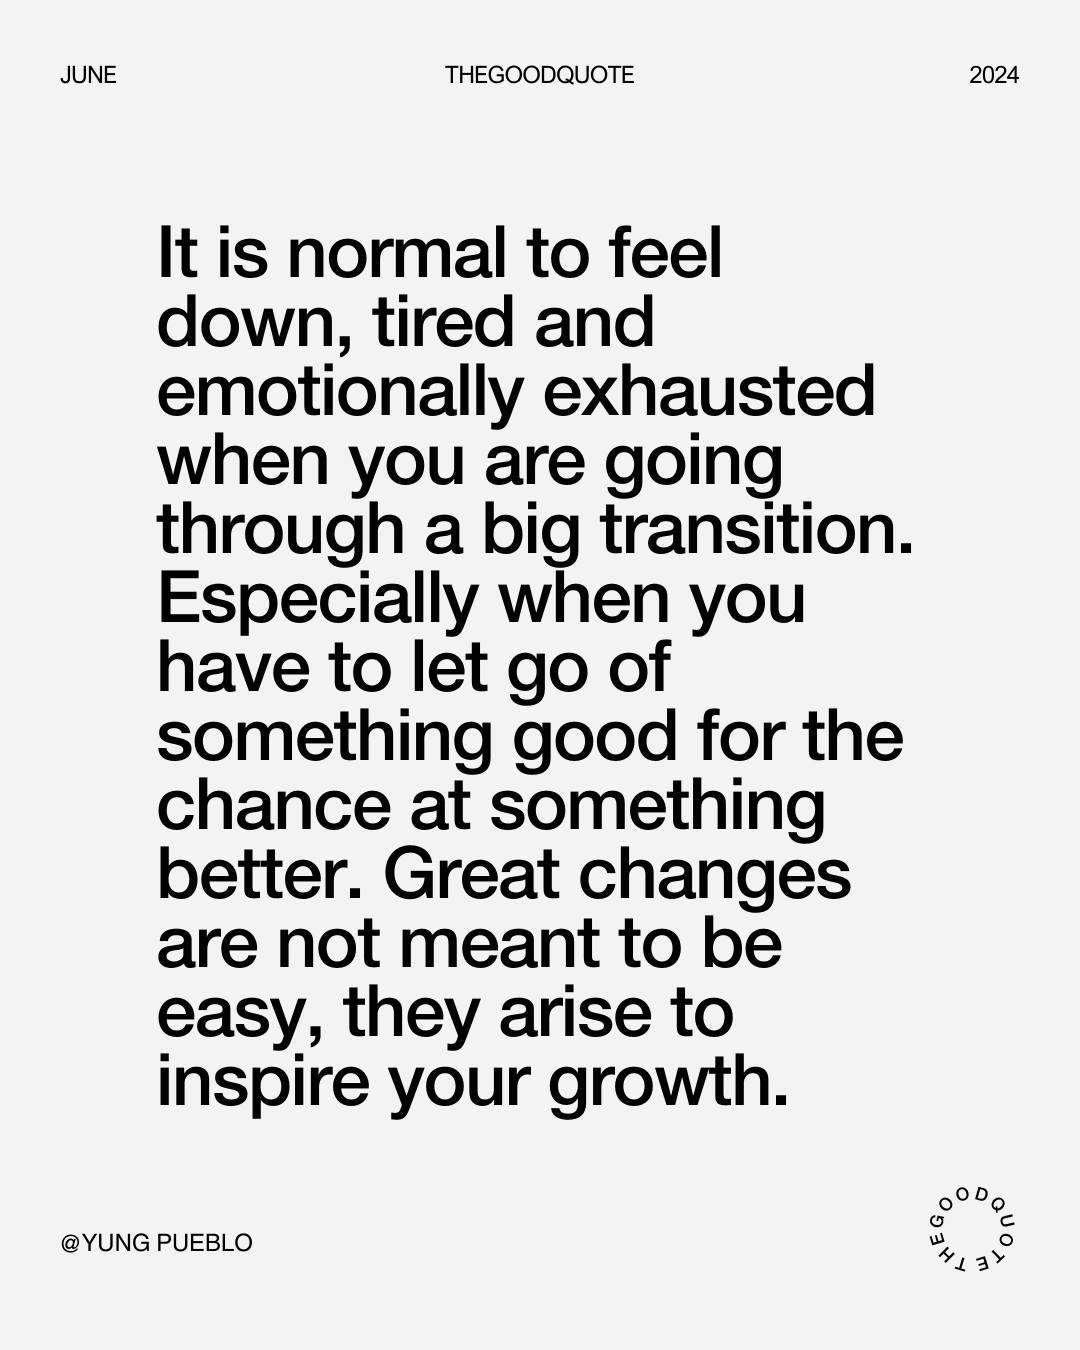 JUNE THEGOODQUOTE 2024
It is normal to feel
down, tired and
emotionally exhausted
when you are going
through a big transition.
Especially when you
have to let go of
something good for the
chance at something
better. Great changes
are not meant to be
easy, they arise to
inspire your growth.
@YUNG PUEBLO
THEGOODQUOTE